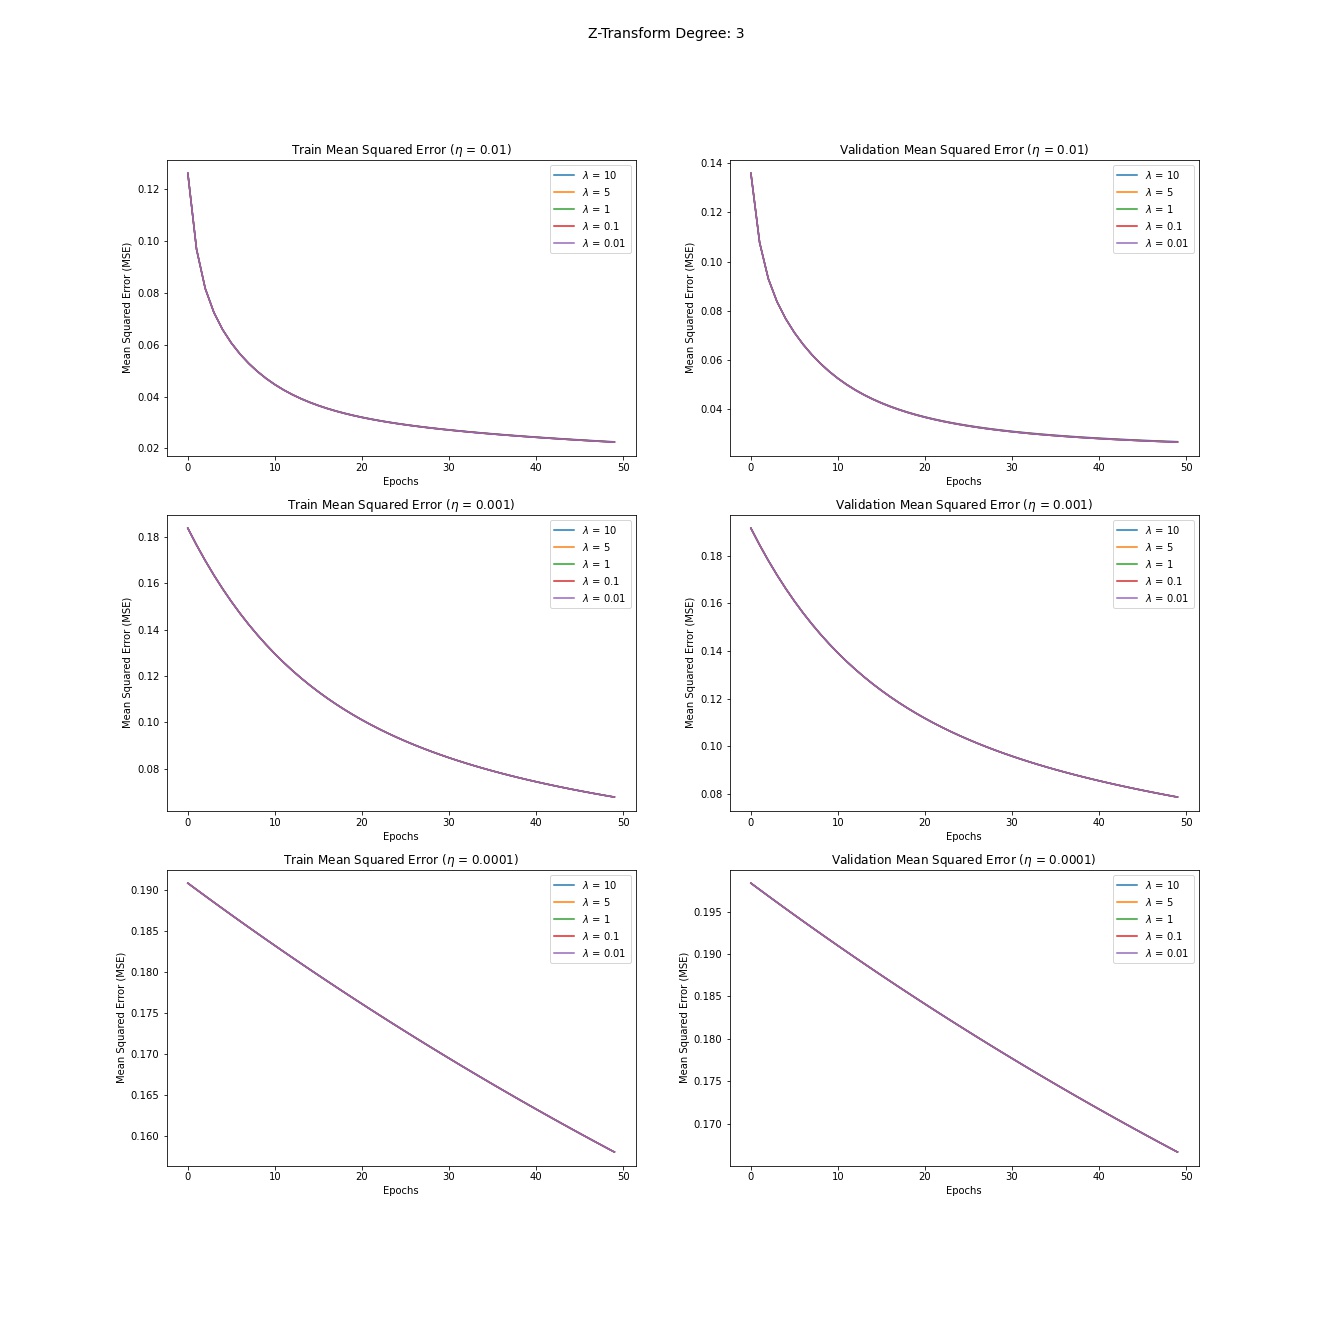 Z-Transform Degree: 3
Train Mean Squared Error (η = 0.01)
Mean Squared Error (MSE)
0.12
0.10
0.08
0.06
0.04
0.02
0 10 20 30 40 50
Epochs
λ = 10
λ = 5
λ = 1
λ = 0.1
λ = 0.01
Validation Mean Squared Error (η = 0.01)
Mean Squared Error (MSE)
0.14
0.12
0.10
0.08
0.06
0.04
0 10 20 30 40 50
Epochs
λ = 10
λ = 5
λ = 1
λ = 0.1
λ = 0.01
Train Mean Squared Error (η = 0.001)
Mean Squared Error (MSE)
0.18
0.16
0.14
0.12
0.10
0.08
0 10 20 30 40 50
Epochs
λ = 10
λ = 5
λ = 1
λ = 0.1
λ = 0.01
Validation Mean Squared Error (η = 0.001)
Mean Squared Error (MSE)
0.18
0.16
0.14
0.12
0.10
0.08
0 10 20 30 40 50
Epochs
λ = 10
λ = 5
λ = 1
λ = 0.1
λ = 0.01
Train Mean Squared Error (η = 0.0001)
Mean Squared Error (MSE)
0.190
0.185
0.180
0.175
0.170
0.165
0.160
0 10 20 30 40 50
Epochs
λ = 10
λ = 5
λ = 1
λ = 0.1
λ = 0.01
Validation Mean Squared Error (η = 0.0001)
Mean Squared Error (MSE)
0.195
0.190
0.185
0.180
0.175
0.170
0 10 20 30 40 50
Epochs
λ = 10
λ = 5
λ = 1
λ = 0.1
λ = 0.01